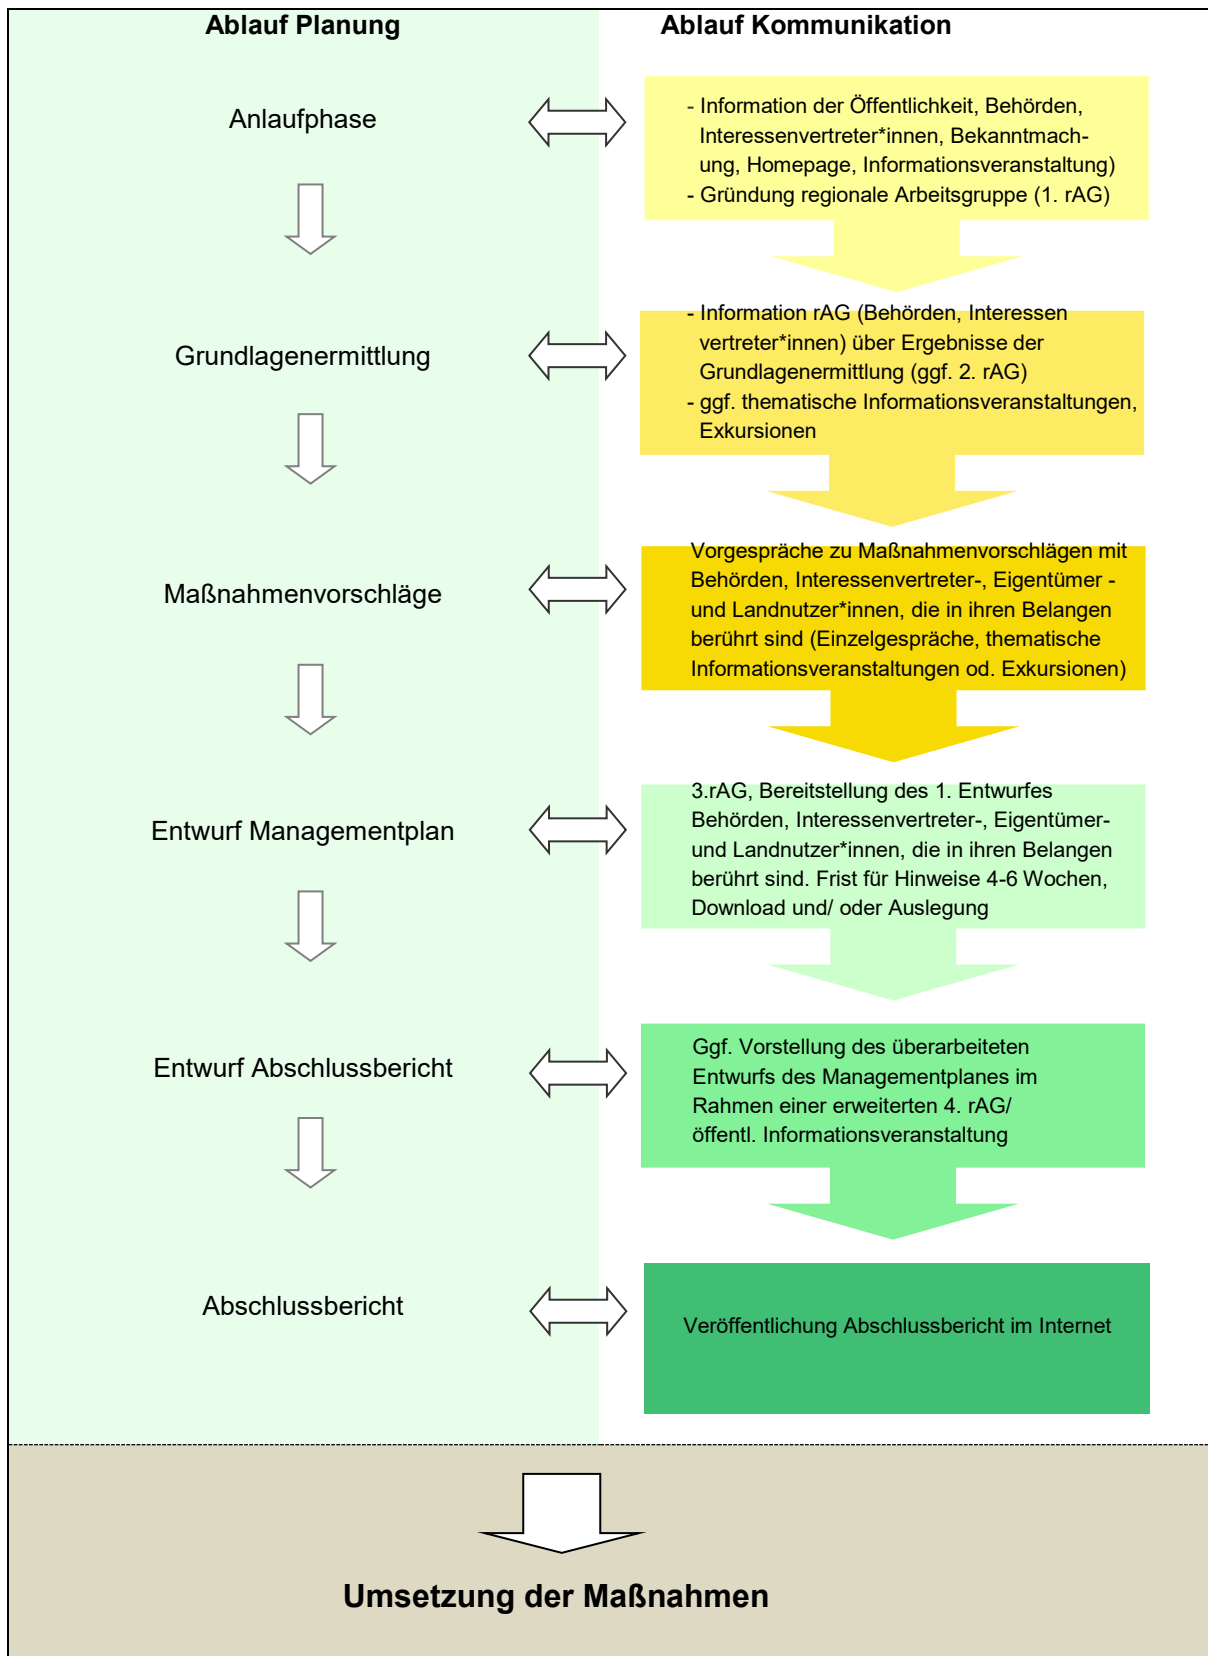 Ablauf Planung
Ablauf Kommunikation
Anlaufphase
- Information der Öffentlichkeit, Behörden,
Interessenvertreter*innen, Bekanntmach-
ung, Homepage, Informationsveranstaltung)
- Gründung regionale Arbeitsgruppe (1. rAG)
Grundlagenermittlung
- Information rAG (Behörden, Interessen
vertreter*innen) über Ergebnisse der
Grundlagenermittlung (ggf. 2. rAG)
- ggf. thematische Informationsveranstaltungen,
Exkursionen
Maßnahmenvorschläge
Vorgespräche zu Maßnahmenvorschlägen mit
Behörden, Interessenvertreter-, Eigentümer -
und Landnutzer*innen, die in ihren Belangen
berührt sind (Einzelgespräche, thematische
Informationsveranstaltungen od. Exkursionen)
Entwurf Managementplan
3.rAG, Bereitstellung des 1. Entwurfes
Behörden, Interessenvertreter-, Eigentümer-
und Landnutzer*innen, die in ihren Belangen
berührt sind. Frist für Hinweise 4-6 Wochen,
Download und/ oder Auslegung
Entwurf Abschlussbericht
Ggf. Vorstellung des überarbeiteten
Entwurfs des Managementplanes im
Rahmen einer erweiterten 4. rAG/
öffentl. Informationsveranstaltung
Abschlussbericht
Veröffentlichung Abschlussbericht im Internet
Umsetzung der Maßnahmen